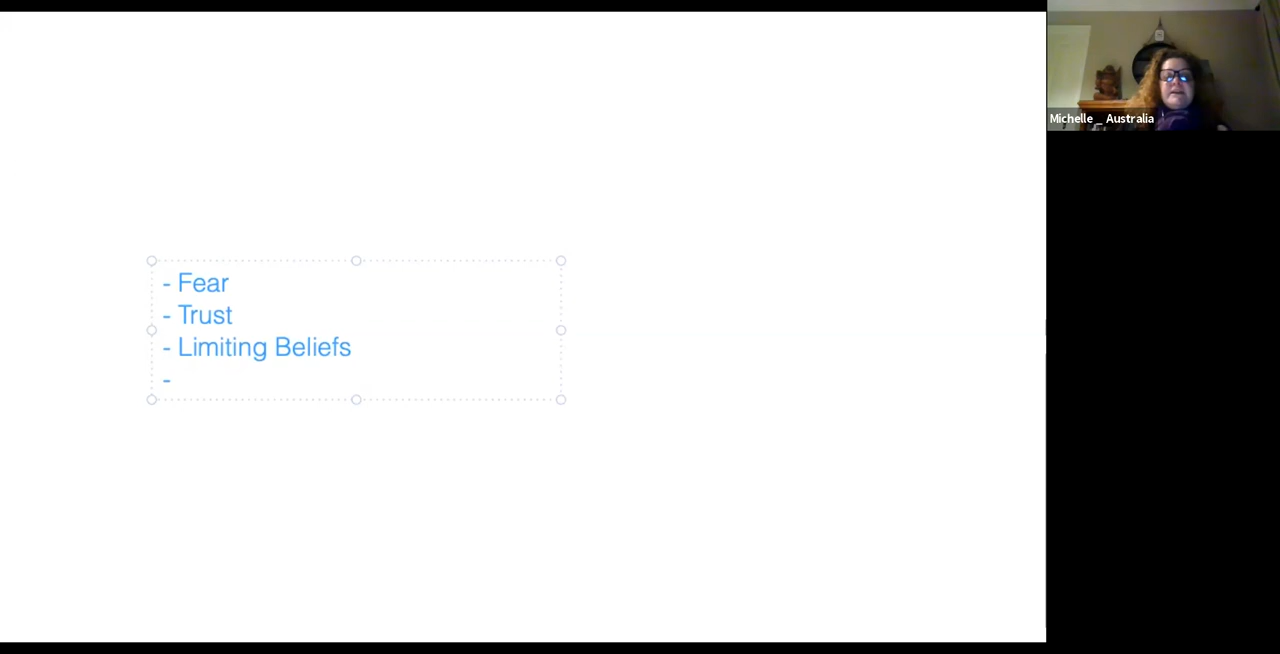 - Fear
- Trust
- Limiting Beliefs
-
Michelle _ Australia